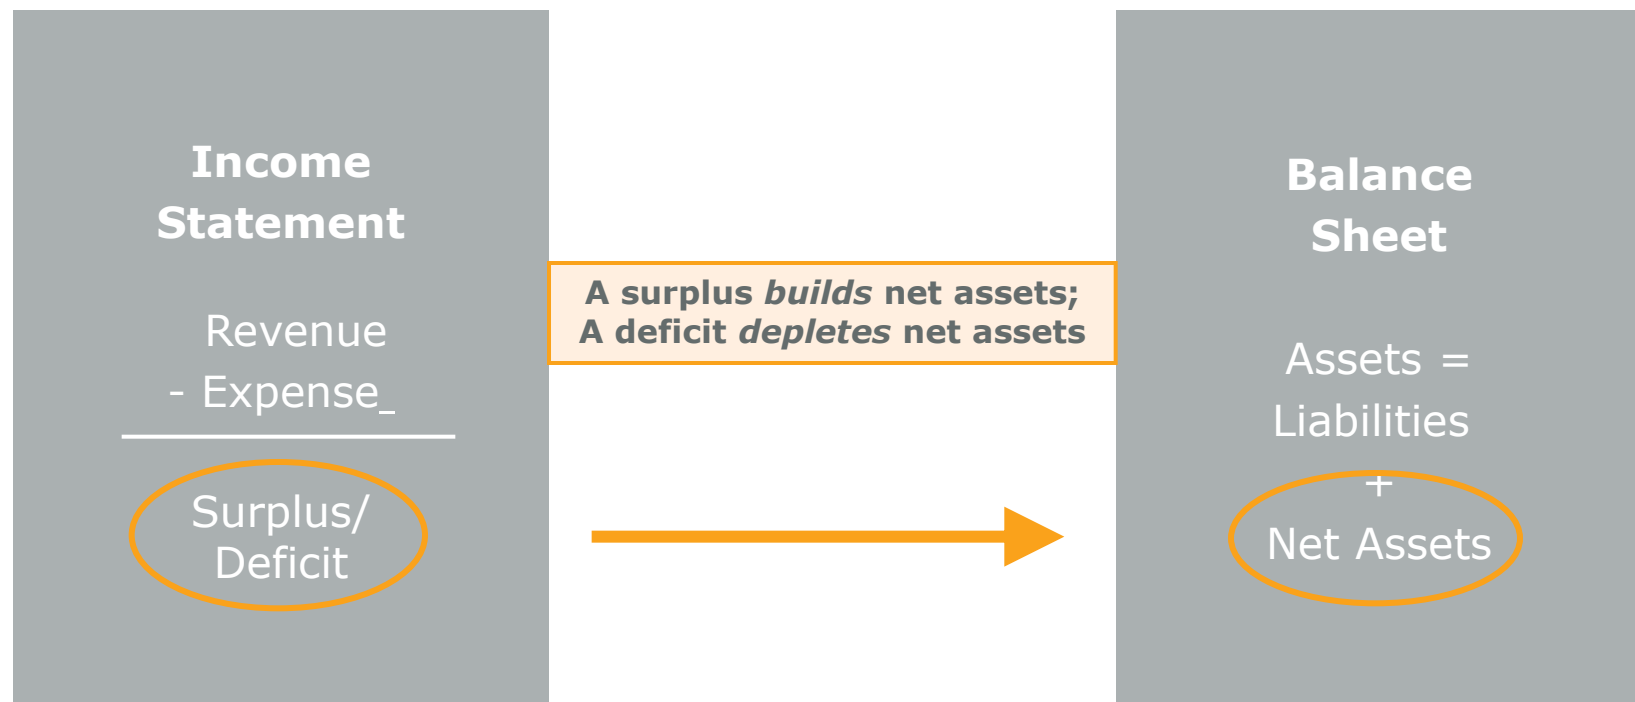 Income
Statement
Revenue
- Expense_
Surplus/
Deficit
A surplus builds net assets;
A deficit depletes net assets
Balance
Sheet
Assets =
Liabilities
+
Net Assets